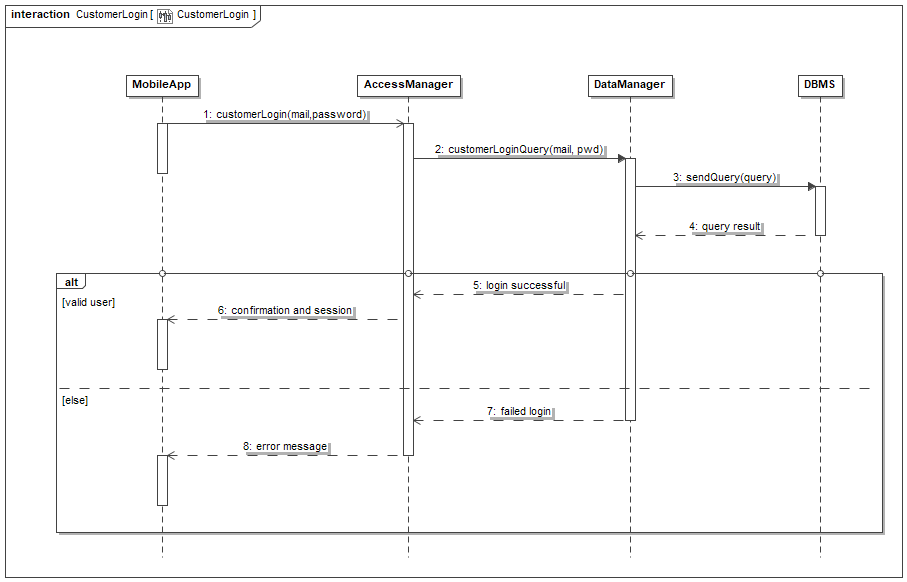 interaction CustomerLogin [ CustomerLogin ]
MobileApp AccessManager DataManager DBMS
1: customerLogin(mail,password)
2: customerLoginQuery(mail, pwd)
3: sendQuery(query)
4: query result
alt
5: login successful
[valid user]
6: confirmation and session
[else]
7: failed login
8: error message